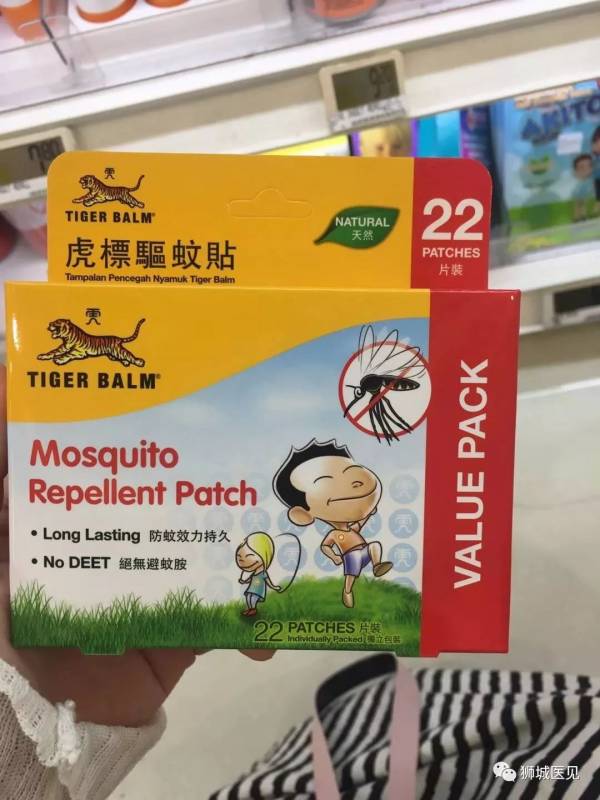 TIGER BALM®
虎標驅蚊貼
Tampalan Pencegah Nyamuk Tiger Balm
NATURAL
天然
22
PATCHES
片裝
TIGER BALM®
Mosquito
Repellent Patch
• Long Lasting 防蚊效力持久
• No DEET 絕無避蚊胺
22 PATCHES 片裝
Individually Packed 獨立包裝
VALUE PACK
狮城医见